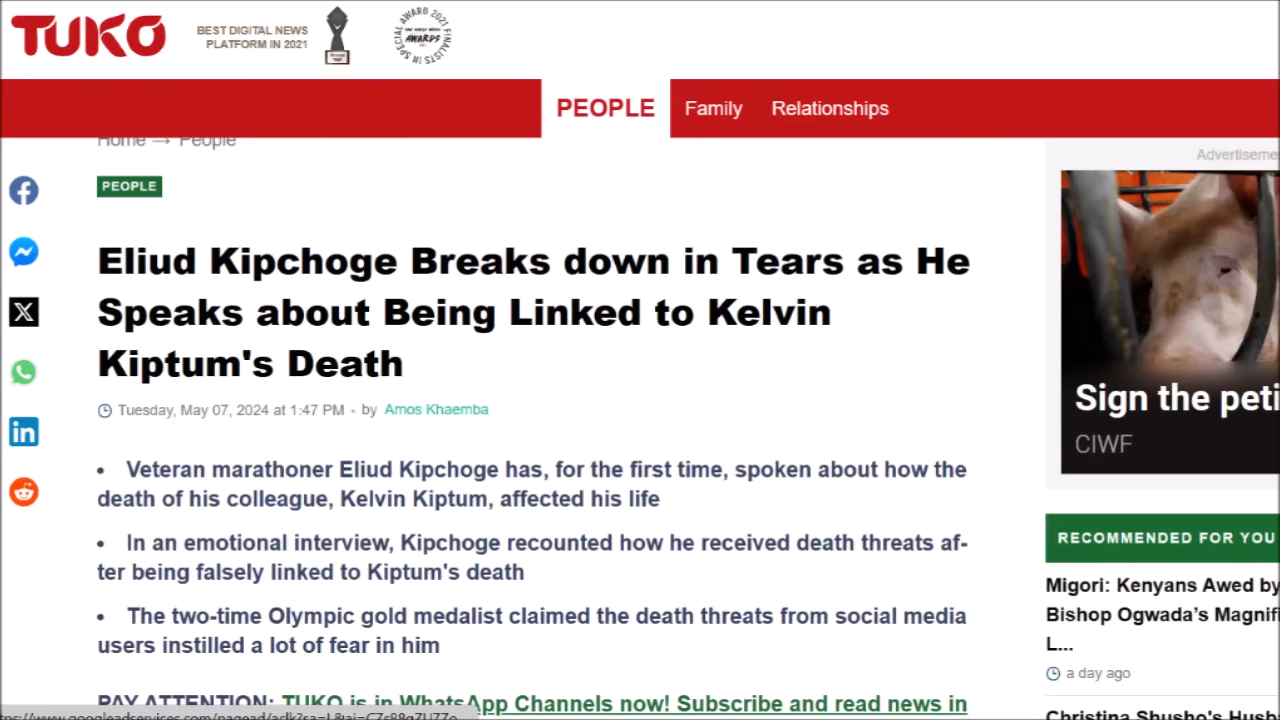 TUKO
BEST DIGITAL NEWS
PLATFORM IN 2021
SPECIAL AWARD 2021 FINALISTS IN
AWARDS
PEOPLE
Family
Relationships
Home → People
Advertiseme
PEOPLE
Eliud Kipchoge Breaks down in Tears as He
Speaks about Being Linked to Kelvin
Kiptum's Death
Tuesday, May 07, 2024 at 1:47 PM • by Amos Khaemba
Sign the peti
CIWF
• Veteran marathoner Eliud Kipchoge has, for the first time, spoken about how the
death of his colleague, Kelvin Kiptum, affected his life
• In an emotional interview, Kipchoge recounted how he received death threats af-
ter being falsely linked to Kiptum's death
• The two-time Olympic gold medalist claimed the death threats from social media
users instilled a lot of fear in him
PAY ATTENTION: TUKO is in WhatsApp Channels now! Subscribe and read news in
RECOMMENDED FOR YOU
Migori: Kenyans Awed by
Bishop Ogwada's Magnifi
L...
a day ago
Christina Shusho's Husb